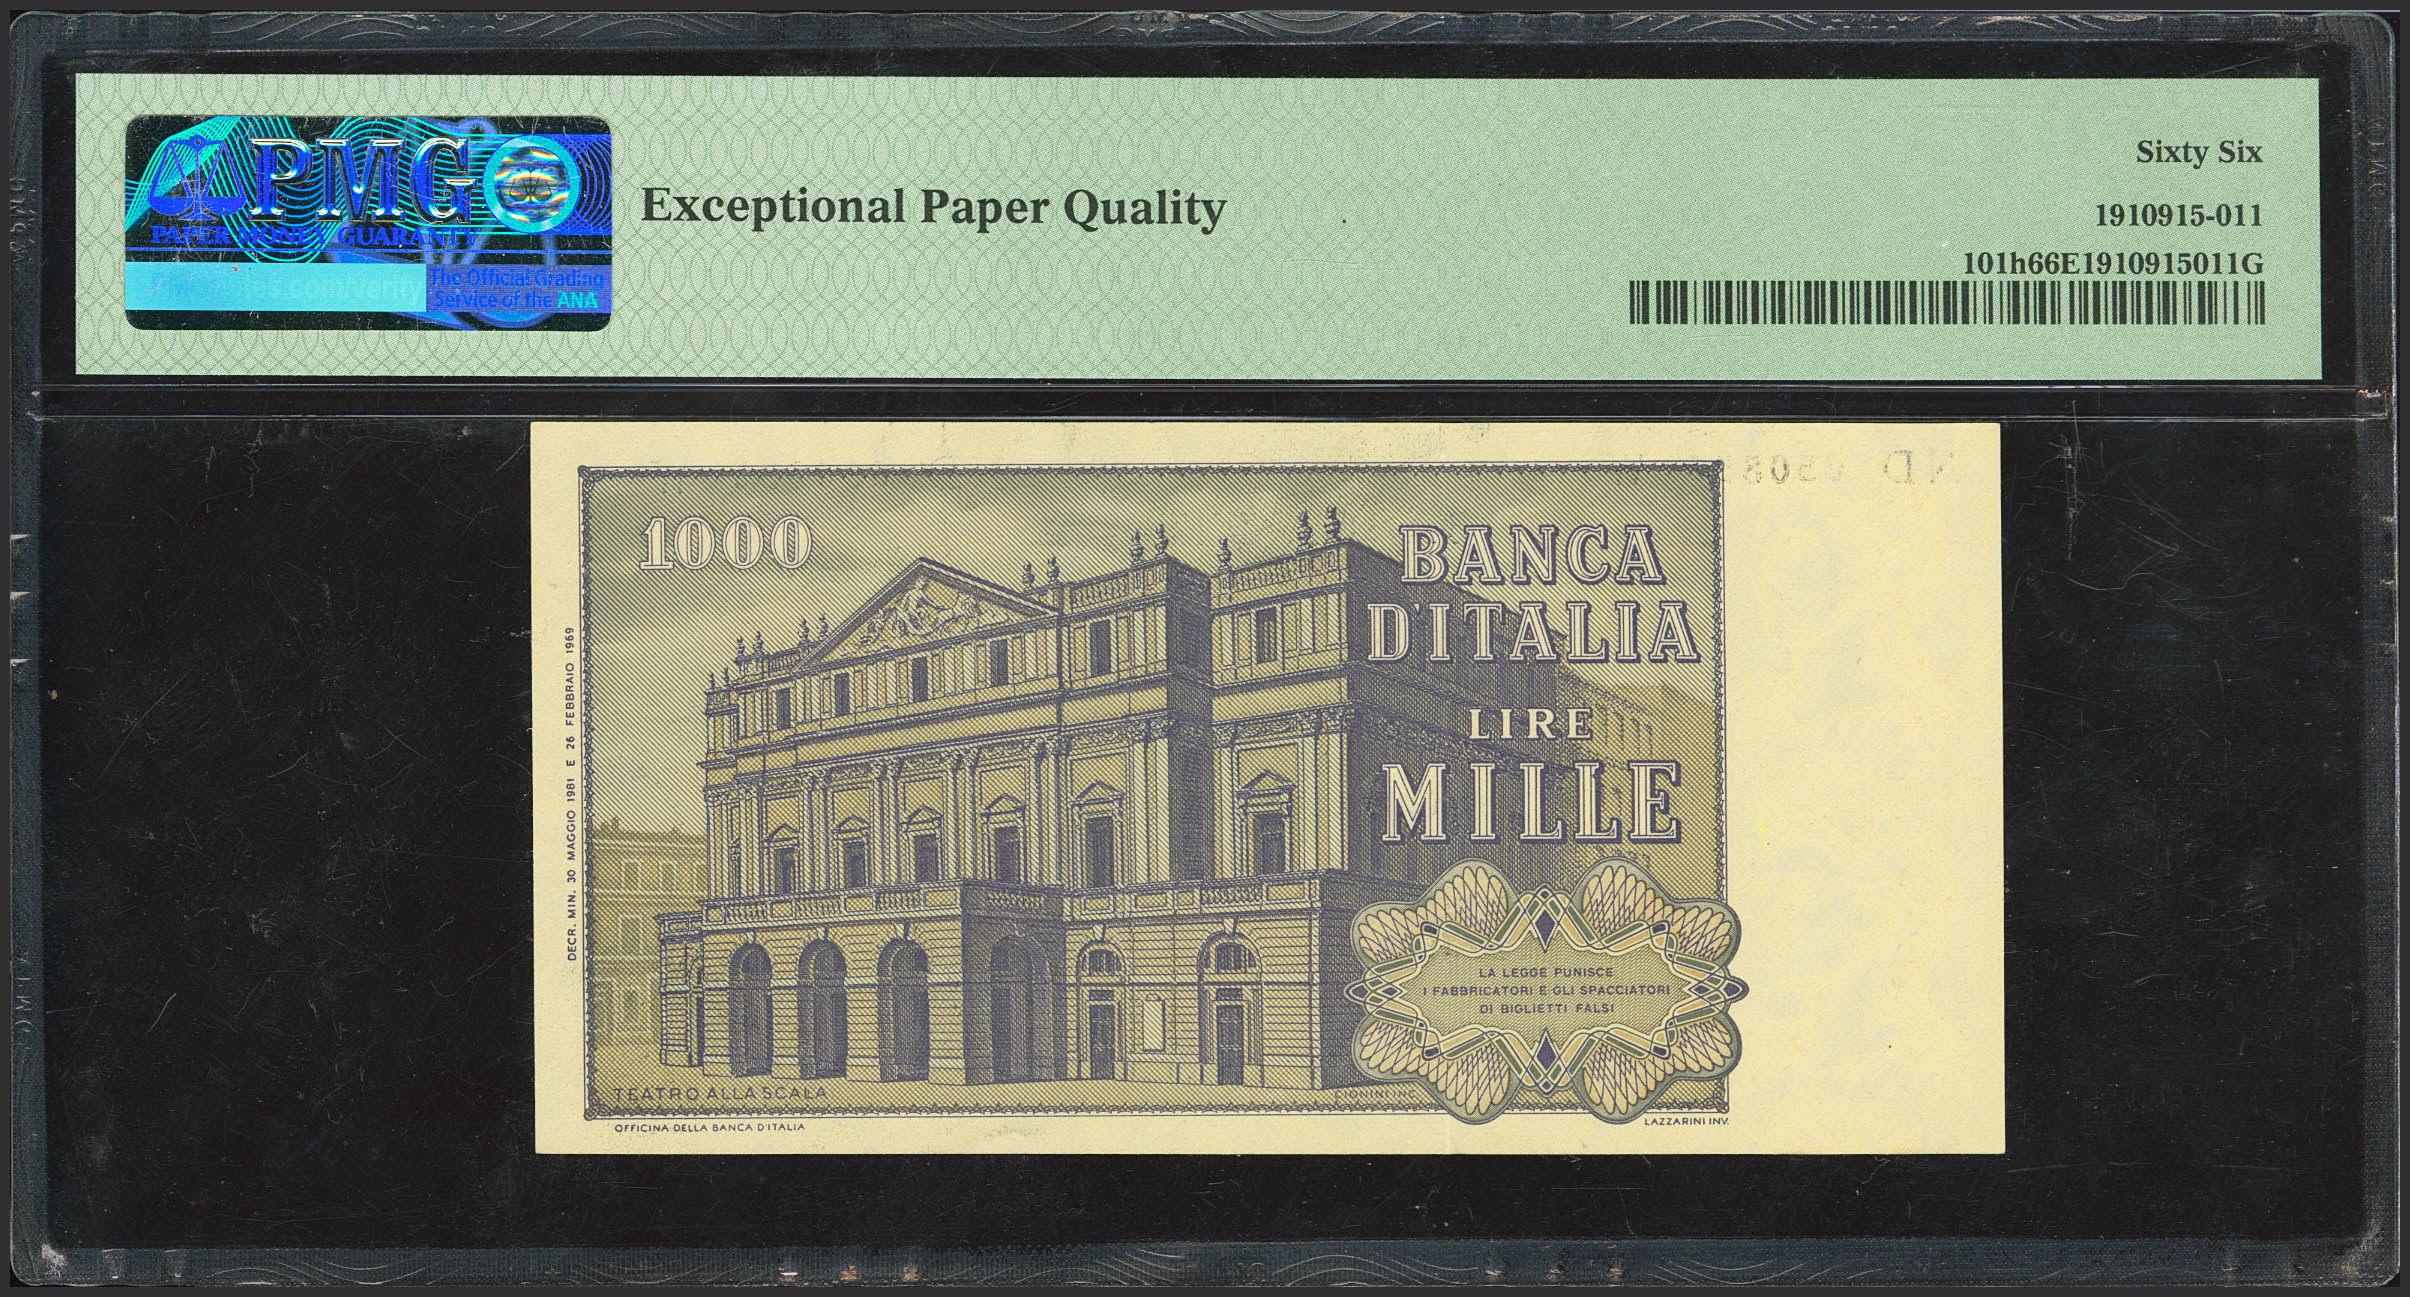 PMG
PAPER MONEY GUARANTY
The Official Grading
Service of the ANA
Exceptional Paper Quality
Sixty Six
1910915-011
101h66E1910915011G
1000
BANCA
D'ITALIA
LIRE
MILLE
LA LEGGE PUNISCE
I FABBRICATORI E GLI SPACCIATORI
DI BIGLIETTI FALSI
DECR. MIN. 30 MAGGIO 1981 E 26 FEBBRAIO 1969
TEATRO ALLA SCALA
CIONINI INC.
OFFICINA DELLA BANCA D'ITALIA
LAZZARINI INV.